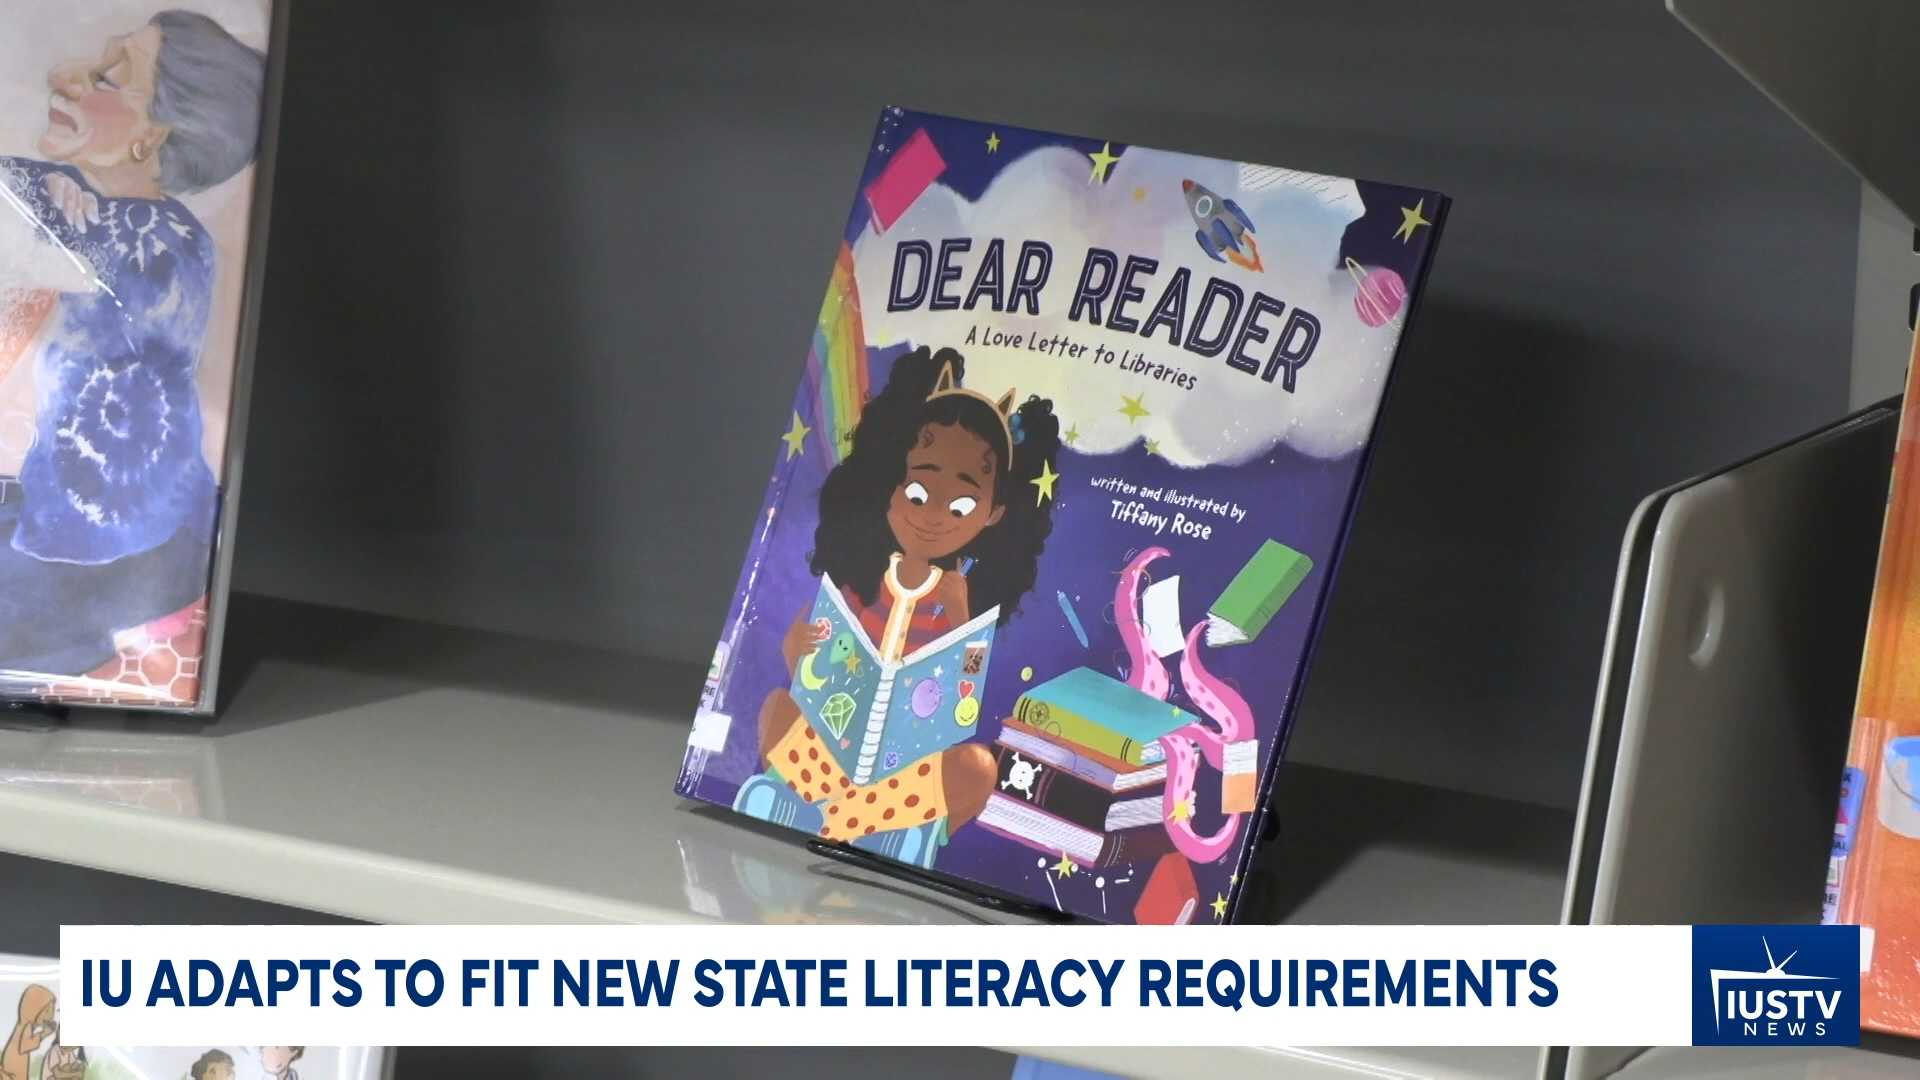 DEAR READER
A Love Letter to Libraries
written and illustrated by
Tiffany Rose
IU ADAPTS TO FIT NEW STATE LITERACY REQUIREMENTS
IUSTV
NEWS